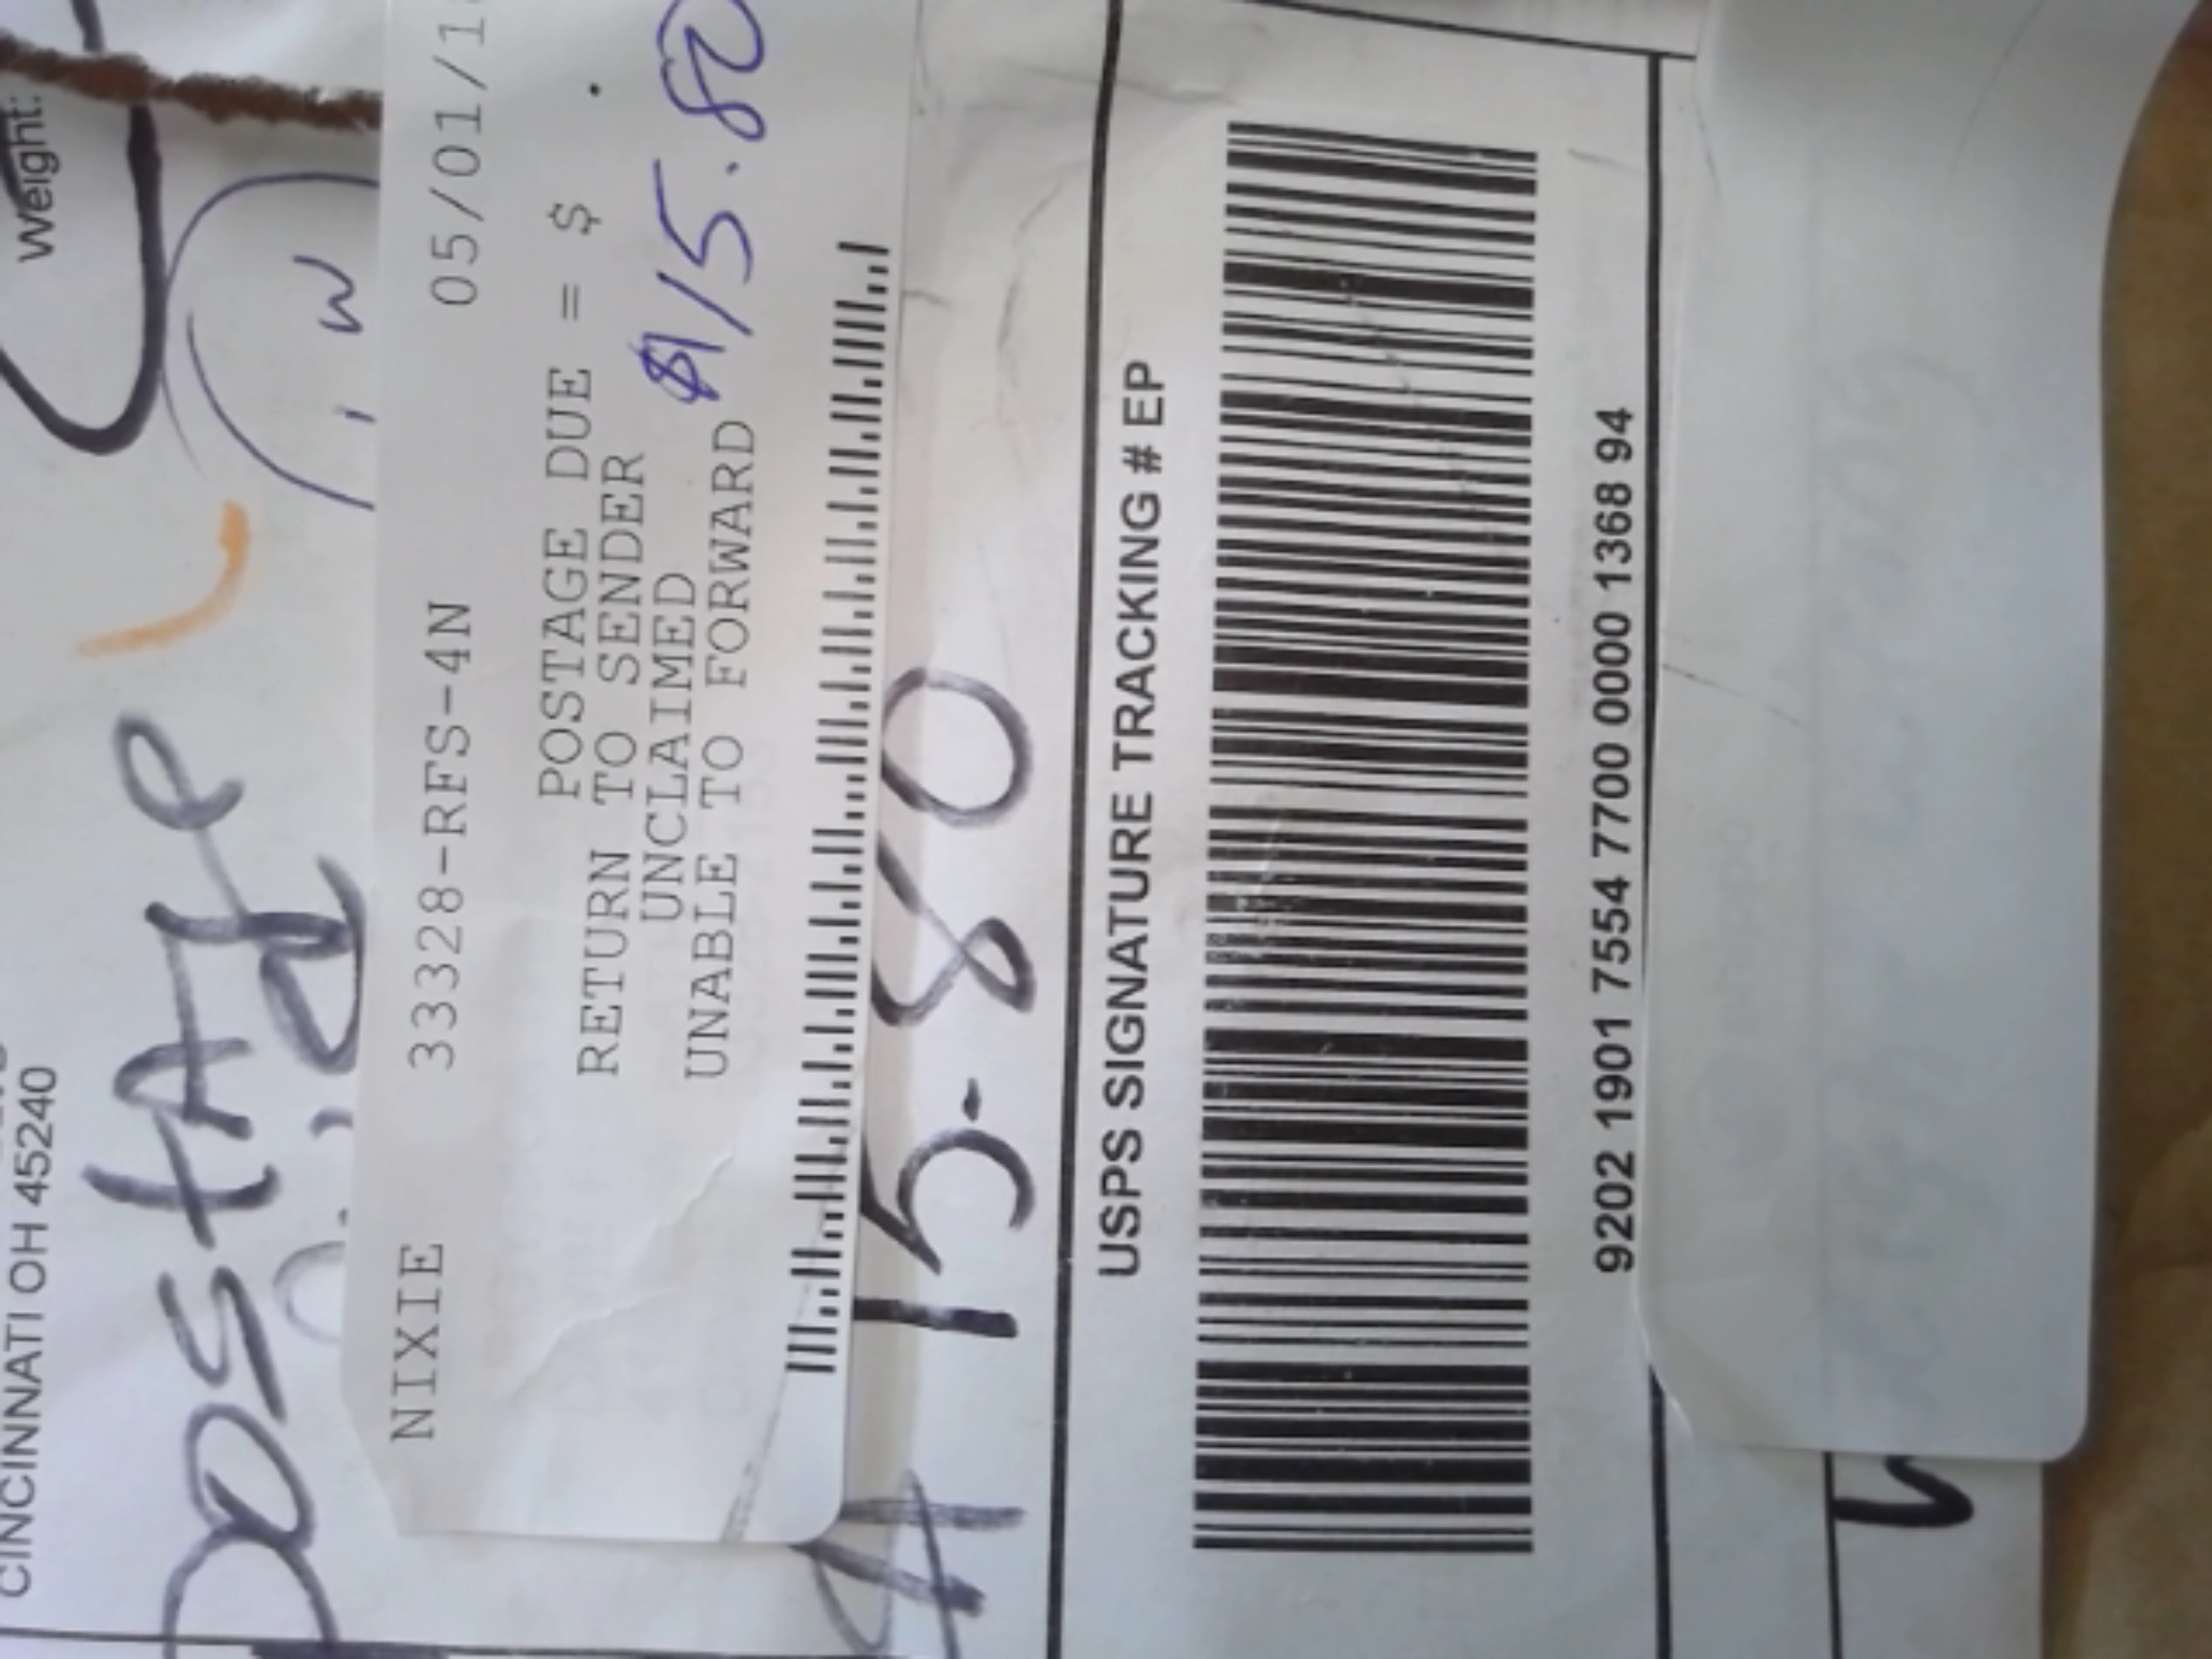 CINCINNATI OH 45240
Weight:
POSTAGE
NIXIE 33328-RFS-4N 05/01/1
POSTAGE DUE = $
RETURN TO SENDER
UNCLAIMED
UNABLE TO FORWARD
$15.80
$15.80
USPS SIGNATURE TRACKING # EP
9202 1901 7554 7700 0000 1368 94